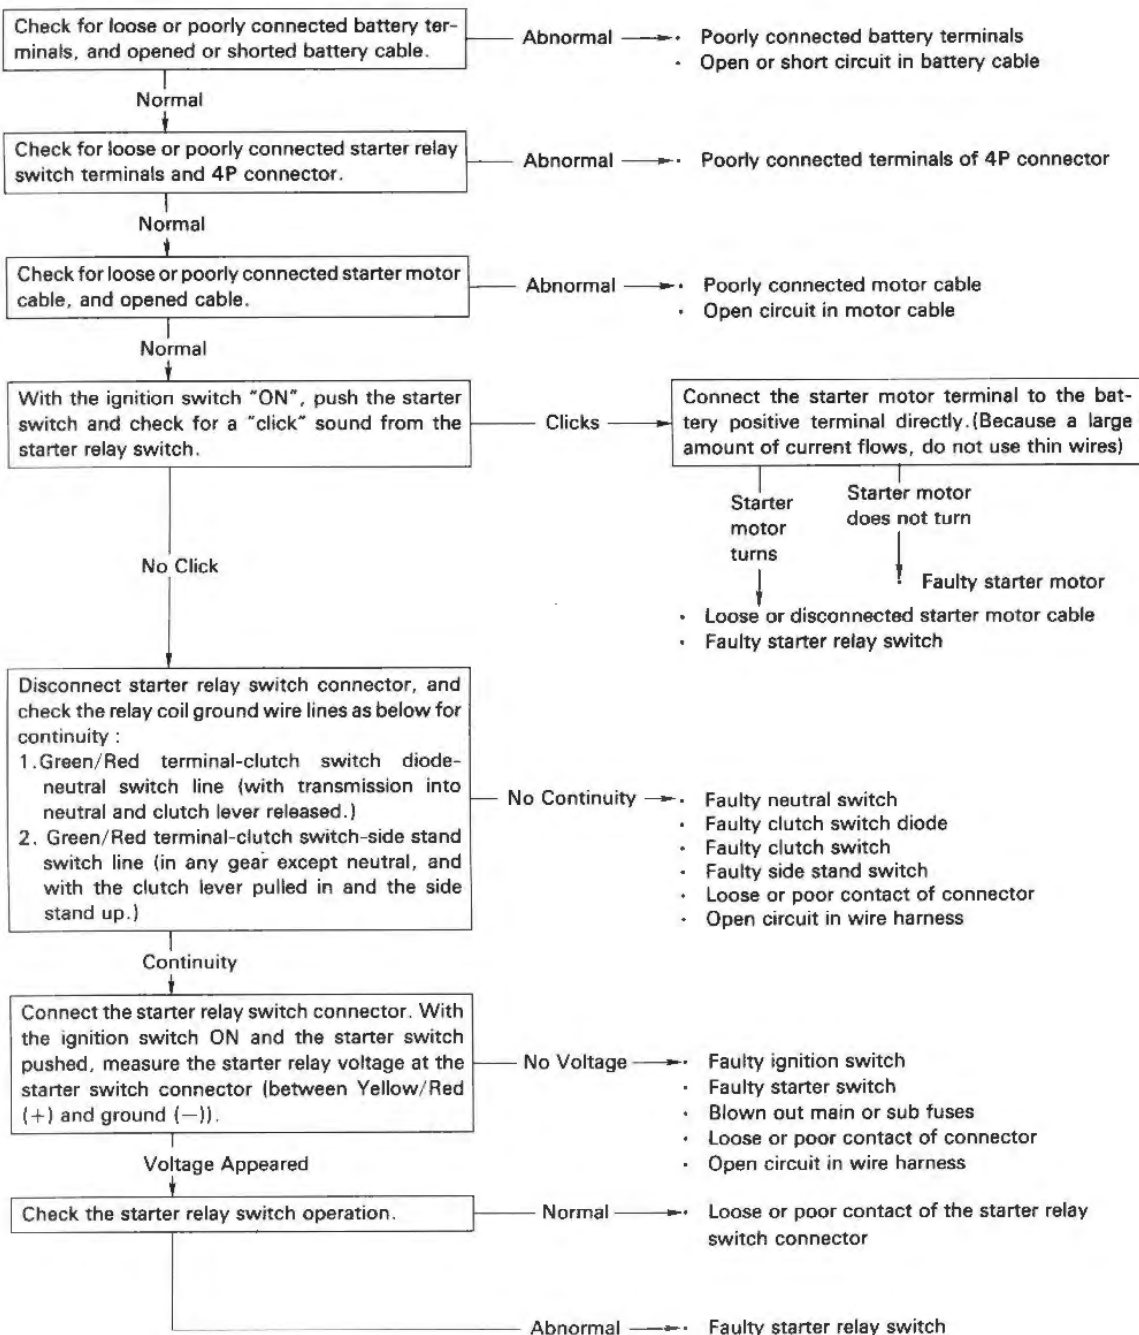 Check for loose or poorly connected battery ter-
minals, and opened or shorted battery cable.
Abnormal
· Poorly connected battery terminals
· Open or short circuit in battery cable
Normal
Check for loose or poorly connected starter relay
switch terminals and 4P connector.
Abnormal
· Poorly connected terminals of 4P connector
Normal
Check for loose or poorly connected starter motor
cable, and opened cable.
Abnormal
· Poorly connected motor cable
· Open circuit in motor cable
Normal
With the ignition switch "ON", push the starter
switch and check for a "click" sound from the
starter relay switch.
Clicks
Connect the starter motor terminal to the bat-
tery positive terminal directly.(Because a large
amount of current flows, do not use thin wires)
Starter
motor
turns
Starter motor
does not turn
· Faulty starter motor
· Loose or disconnected starter motor cable
· Faulty starter relay switch
No Click
Disconnect starter relay switch connector, and
check the relay coil ground wire lines as below for
continuity :
1.Green/Red terminal-clutch switch diode-
neutral switch line (with transmission into
neutral and clutch lever released.)
2. Green/Red terminal-clutch switch-side stand
switch line (in any gear except neutral, and
with the clutch lever pulled in and the side
stand up.)
No Continuity
· Faulty neutral switch
· Faulty clutch switch diode
· Faulty clutch switch
· Faulty side stand switch
· Loose or poor contact of connector
· Open circuit in wire harness
Continuity
Connect the starter relay switch connector. With
the ignition switch ON and the starter switch
pushed, measure the starter relay voltage at the
starter switch connector (between Yellow/Red
(+) and ground (−)).
No Voltage
· Faulty ignition switch
· Faulty starter switch
· Blown out main or sub fuses
· Loose or poor contact of connector
· Open circuit in wire harness
Voltage Appeared
Check the starter relay switch operation.
Normal
· Loose or poor contact of the starter relay
switch connector
Abnormal
· Faulty starter relay switch